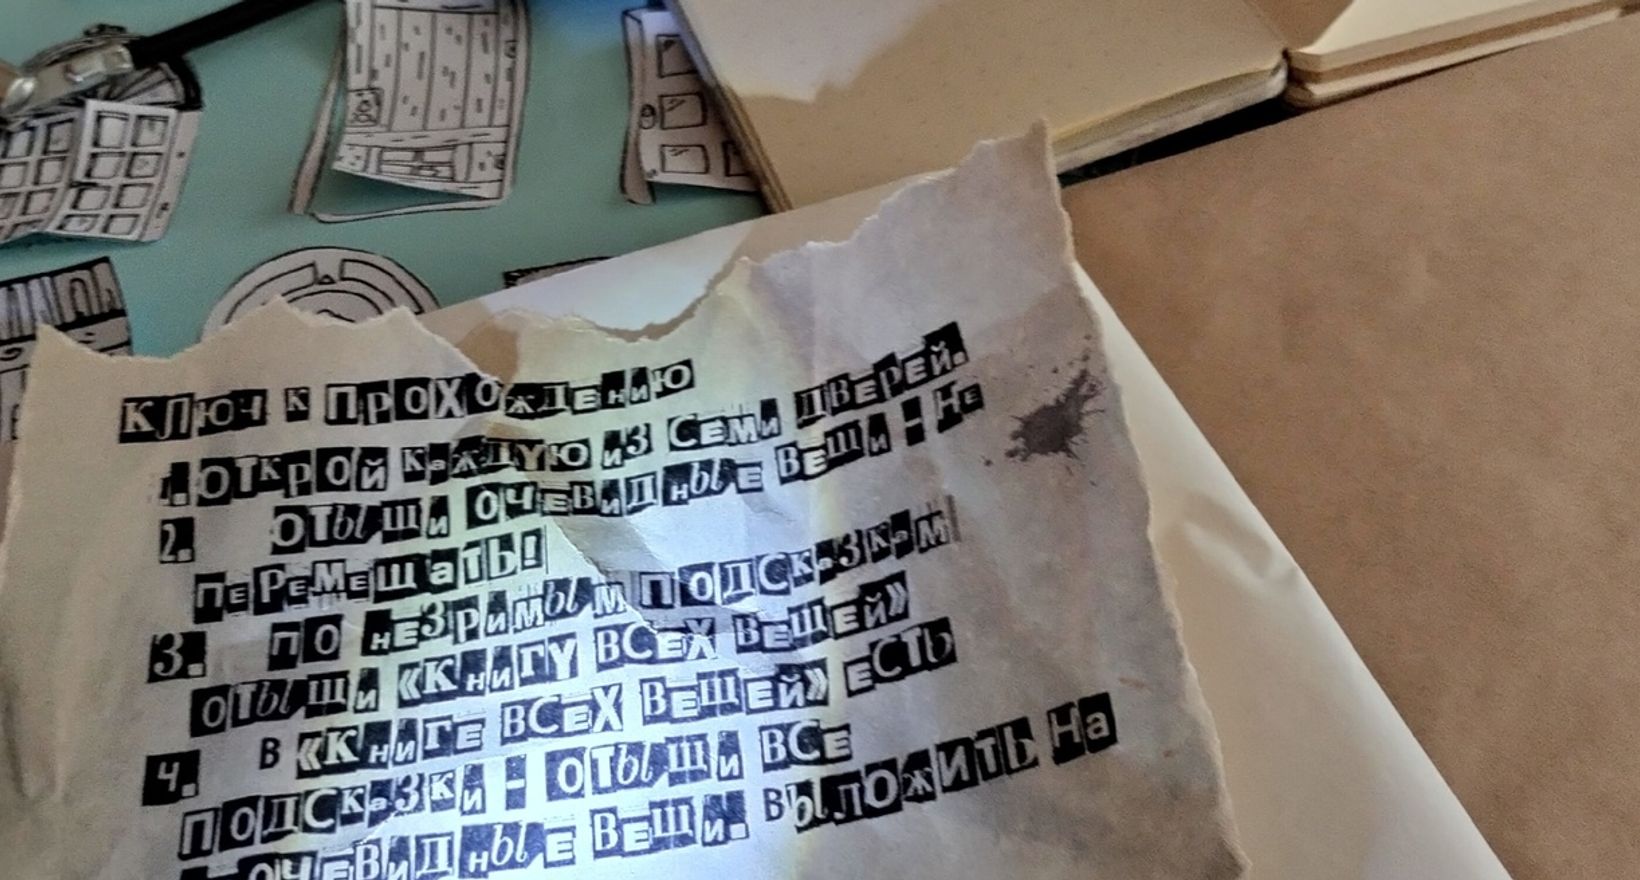 Ключ к прохождению
1. Открой каждую из семи дверей.
2. Отыщи очевидные вещи - не
перемещать!
3. По незримым подсказкам
отыщи «Книгу всех вещей»
4. В «Книге всех вещей» есть
подсказки - отыщи все
очевидные вещи. Выложить на